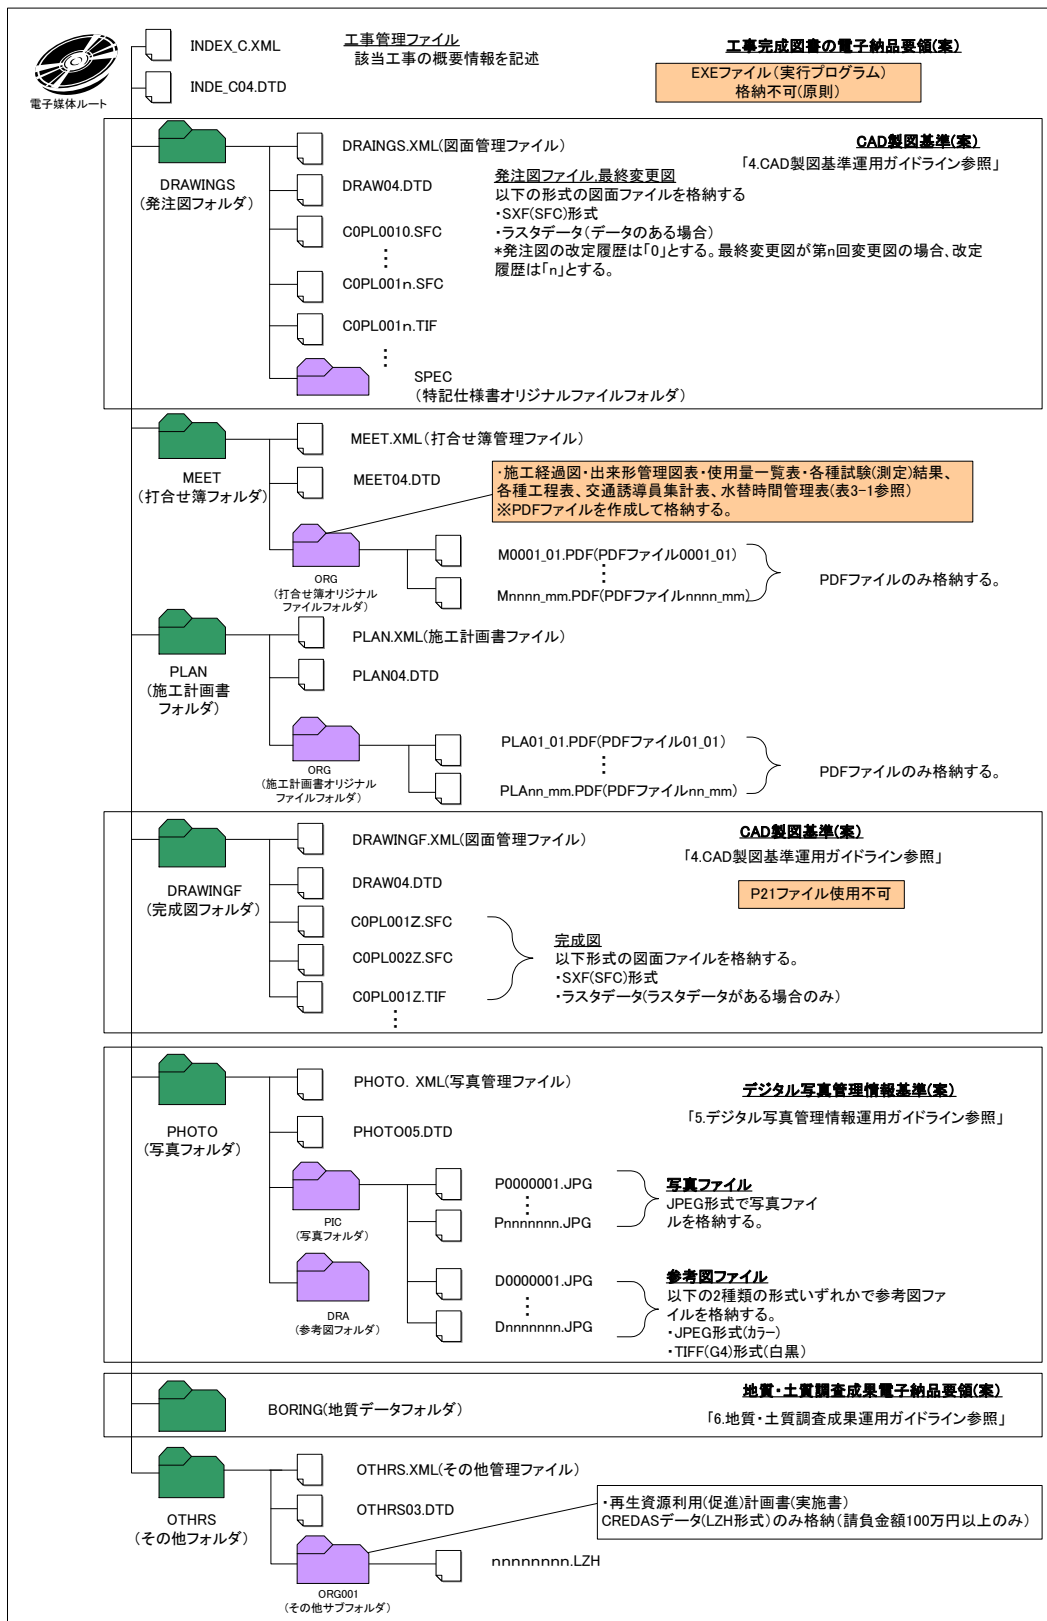 INDEX_C.XML
工事管理ファイル
該当工事の概要情報を記述
工事完成図書の電子納品要領(案)
EXEファイル(実行プログラム)
格納不可(原則)
INDE_C04.DTD
電子媒体ルート
DRAWINGS
(発注図フォルダ)
DRAINGS.XML(図面管理ファイル)
CAD製図基準(案)
「4.CAD製図基準運用ガイドライン参照」
DRAW04.DTD
発注図ファイル,最終変更図
以下の形式の図面ファイルを格納する
・SXF(SFC)形式
・ラスタデータ(データのある場合)
*発注図の改定履歴は「0」とする。最終変更図が第n回変更図の場合、改定
履歴は「n」とする。
C0PL0010.SFC
⋮
C0PL001n.SFC
C0PL001n.TIF
⋮
SPEC
(特記仕様書オリジナルファイルフォルダ)
MEET
(打合せ簿フォルダ)
MEET.XML(打合せ簿管理ファイル)
MEET04.DTD
・施工経過図・出来形管理図表・使用量一覧表・各種試験(測定)結果、
各種工程表、交通誘導員集計表、水替時間管理表(表3-1参照)
※PDFファイルを作成して格納する。
ORG
(打合せ簿オリジナル
ファイルフォルダ)
M0001_01.PDF(PDFファイル0001_01)
⋮
Mnnnn_mm.PDF(PDFファイルnnnn_mm)
PDFファイルのみ格納する。
PLAN
(施工計画書
フォルダ)
PLAN.XML(施工計画書ファイル)
PLAN04.DTD
ORG
(施工計画書オリジナル
ファイルフォルダ)
PLA01_01.PDF(PDFファイル01_01)
⋮
PLAnn_mm.PDF(PDFファイルnn_mm)
PDFファイルのみ格納する。
DRAWINGF
(完成図フォルダ)
DRAWINGF.XML(図面管理ファイル)
CAD製図基準(案)
「4.CAD製図基準運用ガイドライン参照」
P21ファイル使用不可
DRAW04.DTD
C0PL001Z.SFC
C0PL002Z.SFC
C0PL001Z.TIF
⋮
完成図
以下形式の図面ファイルを格納する。
・SXF(SFC)形式
・ラスタデータ(ラスタデータがある場合のみ)
PHOTO
(写真フォルダ)
PHOTO. XML(写真管理ファイル)
デジタル写真管理情報基準(案)
「5.デジタル写真管理情報運用ガイドライン参照」
PHOTO05.DTD
PIC
(写真フォルダ)
P0000001.JPG
⋮
Pnnnnnnn.JPG
写真ファイル
JPEG形式で写真ファイ
ルを格納する。
DRA
(参考図フォルダ)
D0000001.JPG
⋮
Dnnnnnnn.JPG
参考図ファイル
以下の2種類の形式いずれかで参考図ファ
イルを格納する。
・JPEG形式(ｶﾗｰ)
・TIFF(G4)形式(白黒)
BORING(地質データフォルダ)
地質・土質調査成果電子納品要領(案)
「6.地質・土質調査成果運用ガイドライン参照」
OTHRS
(その他フォルダ)
OTHRS.XML(その他管理ファイル)
OTHRS03.DTD
・再生資源利用(促進)計画書(実施書)
CREDASデータ(LZH形式)のみ格納(請負金額100万円以上のみ)
ORG001
(その他サブフォルダ)
nnnnnnnn.LZH